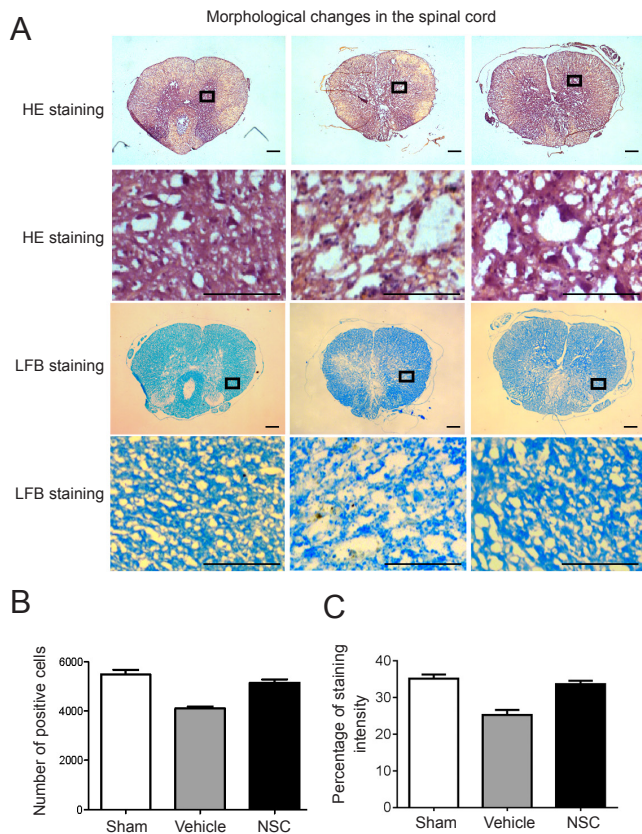 Morphological changes in the spinal cord
A
HE staining
HE staining
LFB staining
LFB staining
B
Number of positive cells
6000
4000
2000
0
Sham Vehicle NSC
C
Percentage of staining
intensity
40
30
20
10
0
Sham Vehicle NSC